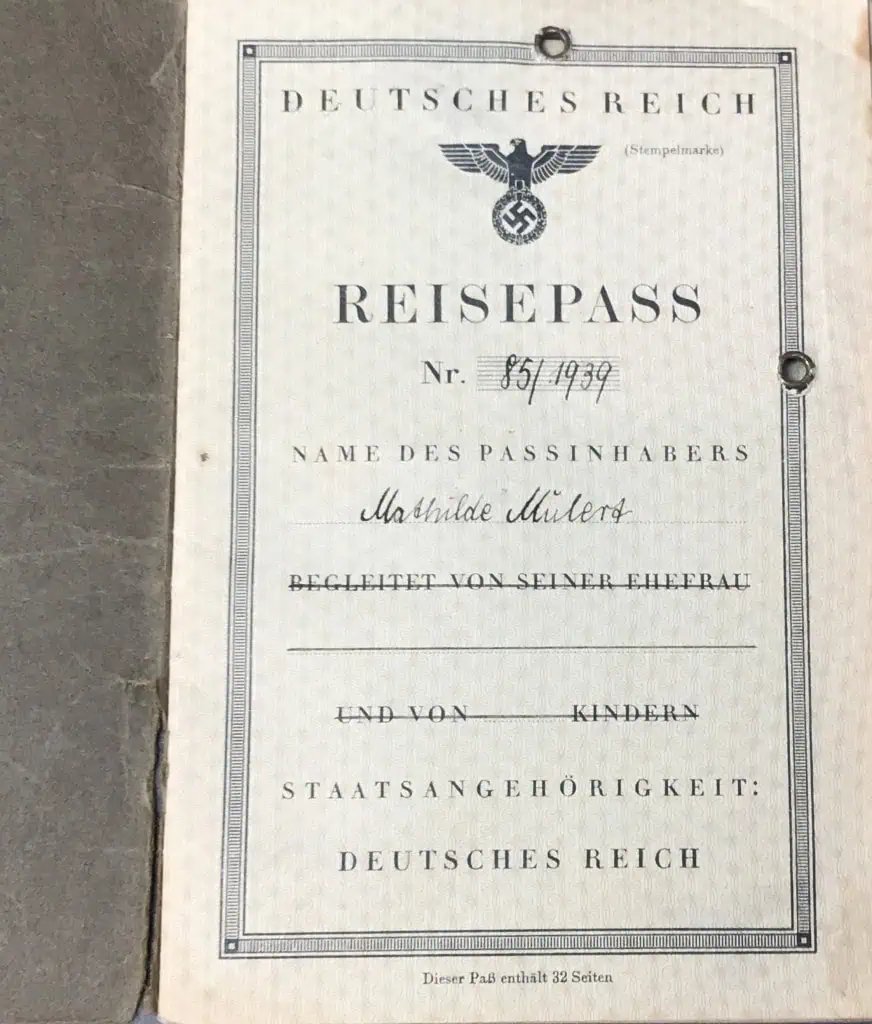 DEUTSCHES REICH
(Stempelmarke)
REISEPASS
Nr. 85/1939
NAME DES PASSINHABERS
Mathilde Mülert
BEGLEITET VON SEINER EHEFRAU
UND VON KINDERN
STAATSANGEHÖRIGKEIT:
DEUTSCHES REICH
Dieser Paß enthält 32 Seiten